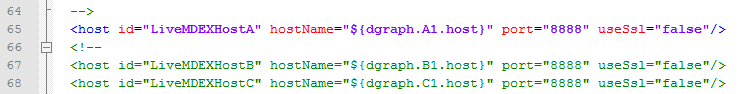 64 -->
65 <host id="LiveMDEXHostA" hostName="${dgraph.A1.host}" port="8888" useSsl="false"/>
66 <!--
67 <host id="LiveMDEXHostB" hostName="${dgraph.B1.host}" port="8888" useSsl="false"/>
68 <host id="LiveMDEXHostC" hostName="${dgraph.C1.host}" port="8888" useSsl="false"/>